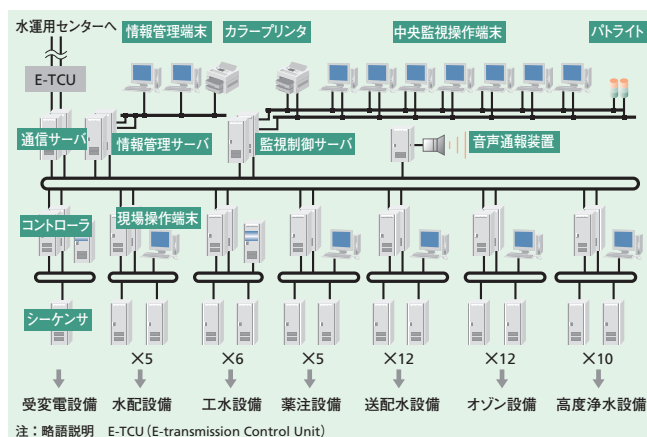 水運用センターへ
情報管理端末
カラープリンタ
中央監視操作端末
パトライト
E-TCU
通信サーバ
情報管理サーバ
監視制御サーバ
音声通報装置
コントローラ
現場操作端末
シーケンサ
×5
×6
×5
×12
×12
×10
受変電設備
水配設備
工水設備
薬注設備
送配水設備
オゾン設備
高度浄水設備
注:略語説明 E-TCU(E-transmission Control Unit)